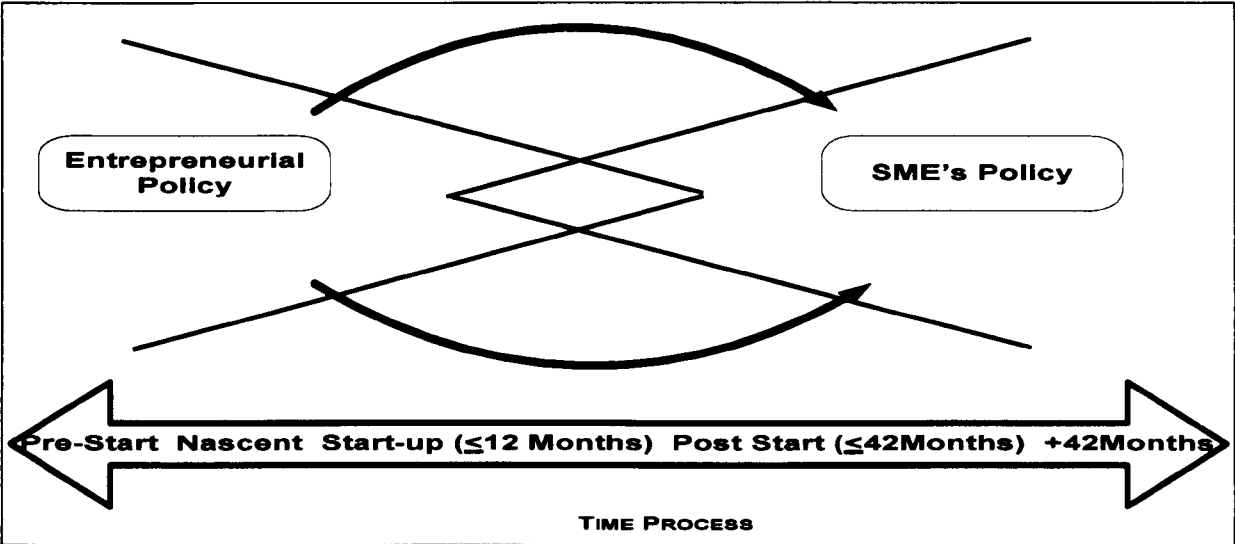 Entrepreneurial
Policy
SME's Policy
Pre-Start Nascent Start-up (≤12 Months) Post Start (≤42Months) +42Months
TIME PROCESS